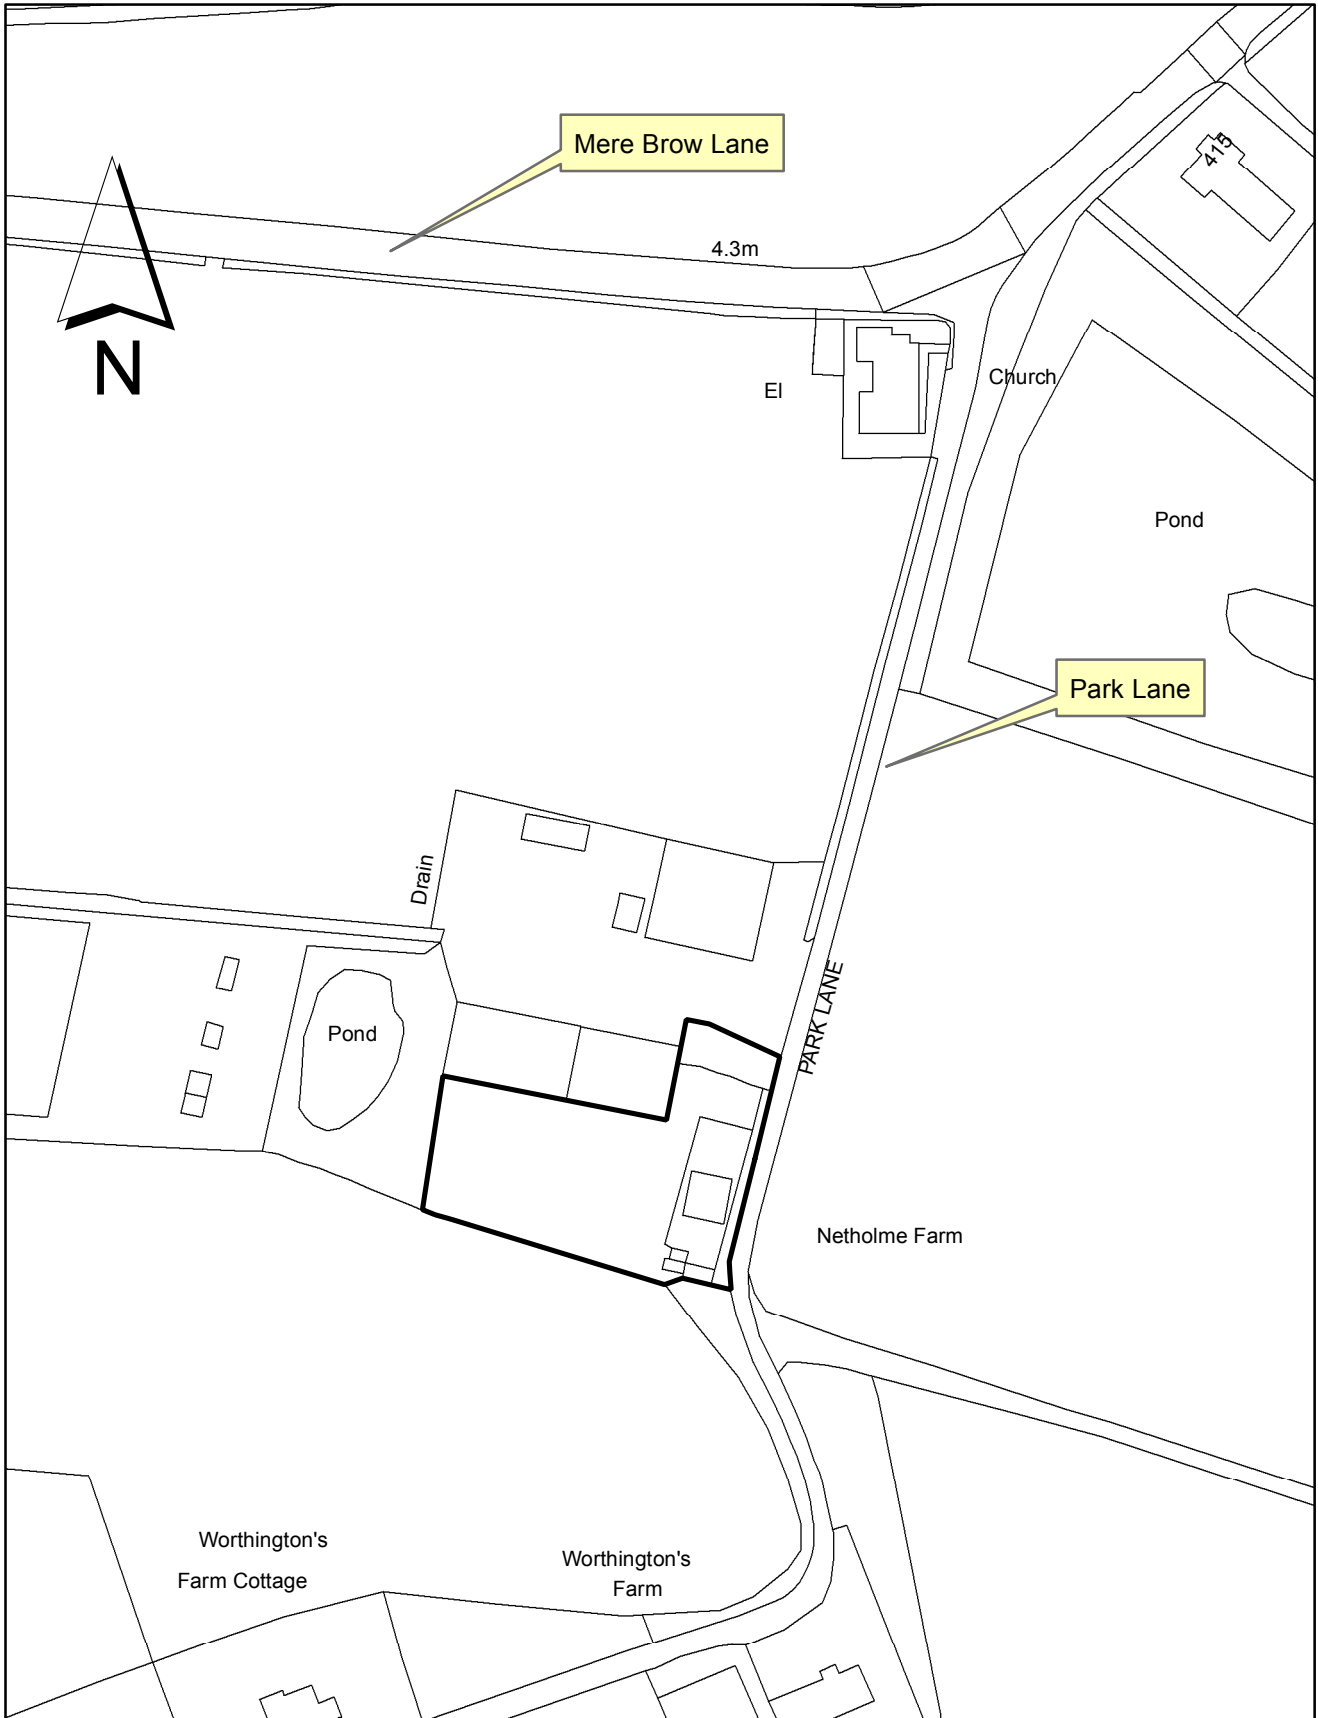 415
Mere Brow Lane
4.3m
N
El
Church
Pond
Park Lane
Drain
PARK LANE
Pond
Netholme Farm
Worthington's
Farm Cottage
Worthington's
Farm